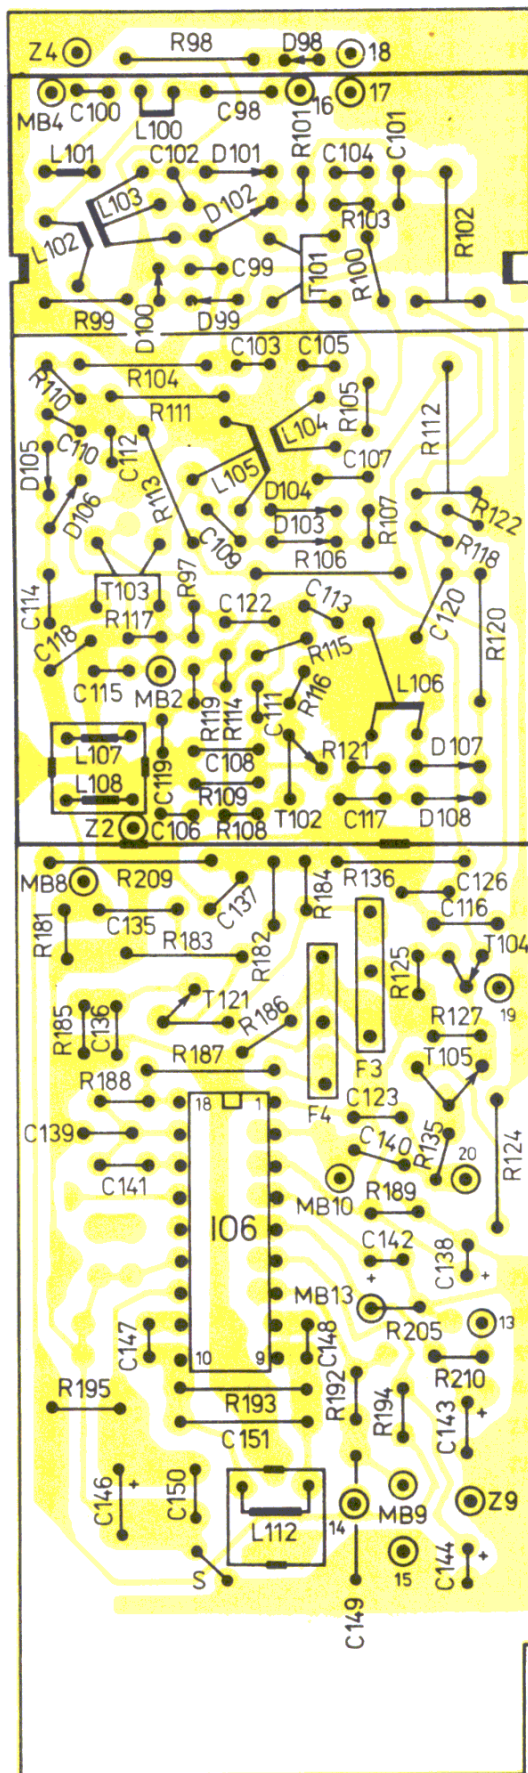 Z4
R98
D98
18
MB4
C100
L100
C98
16
17
R101
C101
L101
C102
D101
C104
L103
D102
R103
R102
L102
C99
T101
R100
R99
D100
D99
C103
C105
R110
R104
R105
R111
L104
R112
C110
C112
D105
R113
L105
C107
D106
D104
C109
D103
R107
R122
R118
R106
C114
T103
R97
C122
C113
C120
R120
R117
C118
R115
C115
MB2
R119
R114
C111
R116
L106
L107
C119
C108
R121
D107
L108
R109
T102
C117
D108
Z2
C106
R108
MB8
R209
R184
R136
C126
R181
C135
C137
C116
R183
R182
R125
T104
T121
19
R185
C136
R186
R127
F3
T105
R187
F4
R188
18
1
C123
C139
C140
R135
R124
C141
20
MB10
R189
IO6
C142
C138
+
+
MB13
13
R205
C147
10
9
C148
R210
R195
R193
R192
R194
C143
+
C151
C146
+
C150
L112
14
MB9
Z9
15
C144
+
S
C149